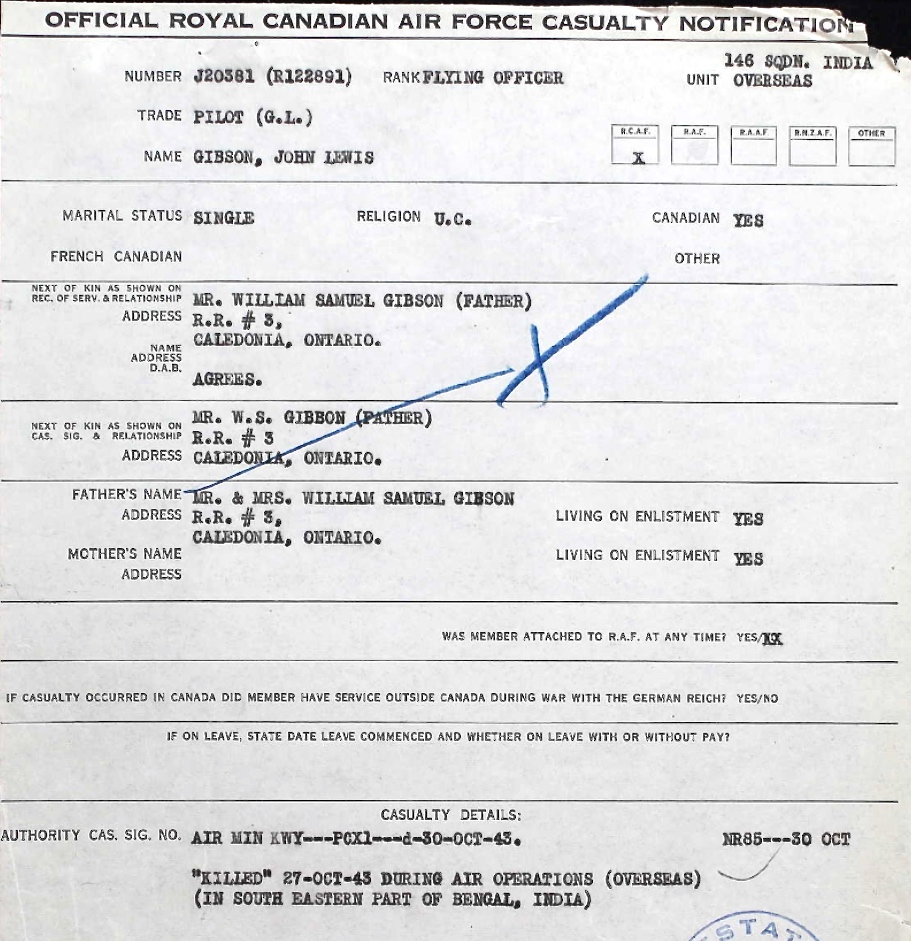 OFFICIAL ROYAL CANADIAN AIR FORCE CASUALTY NOTIFICATION
146 SQDN. INDIA
NUMBER J20381 (R122891) RANK FLYING OFFICER UNIT OVERSEAS
TRADE PILOT (G.L.)
R.C.A.F. R.A.F. R.A.A.F. R.N.Z.A.F. OTHER
NAME GIBSON, JOHN LEWIS X
MARITAL STATUS SINGLE RELIGION U.C. CANADIAN YES
FRENCH CANADIAN OTHER
NEXT OF KIN AS SHOWN ON
REC. OF SERV. & RELATIONSHIP MR. WILLIAM SAMUEL GIBSON (FATHER)
ADDRESS R.R. # 3,
CALEDONIA, ONTARIO.
NAME
ADDRESS
D.A.B. AGREES.
MR. W.S. GIBSON (FATHER)
NEXT OF KIN AS SHOWN ON
CAS. SIG. & RELATIONSHIP R.R. # 3
ADDRESS CALEDONIA, ONTARIO.
FATHER'S NAME MR. & MRS. WILLIAM SAMUEL GIBSON
ADDRESS R.R. # 3, LIVING ON ENLISTMENT YES
CALEDONIA, ONTARIO.
MOTHER'S NAME LIVING ON ENLISTMENT YES
ADDRESS
WAS MEMBER ATTACHED TO R.A.F. AT ANY TIME? YES/XX
IF CASUALTY OCCURRED IN CANADA DID MEMBER HAVE SERVICE OUTSIDE CANADA DURING WAR WITH THE GERMAN REICH? YES/NO
IF ON LEAVE, STATE DATE LEAVE COMMENCED AND WHETHER ON LEAVE WITH OR WITHOUT PAY?
CASUALTY DETAILS:
AUTHORITY CAS. SIG. NO. AIR MIN KWY---PCX1---d-30-OCT-43. NR85---30 OCT
"KILLED" 27-OCT-43 DURING AIR OPERATIONS (OVERSEAS)
(IN SOUTH EASTERN PART OF BENGAL, INDIA)